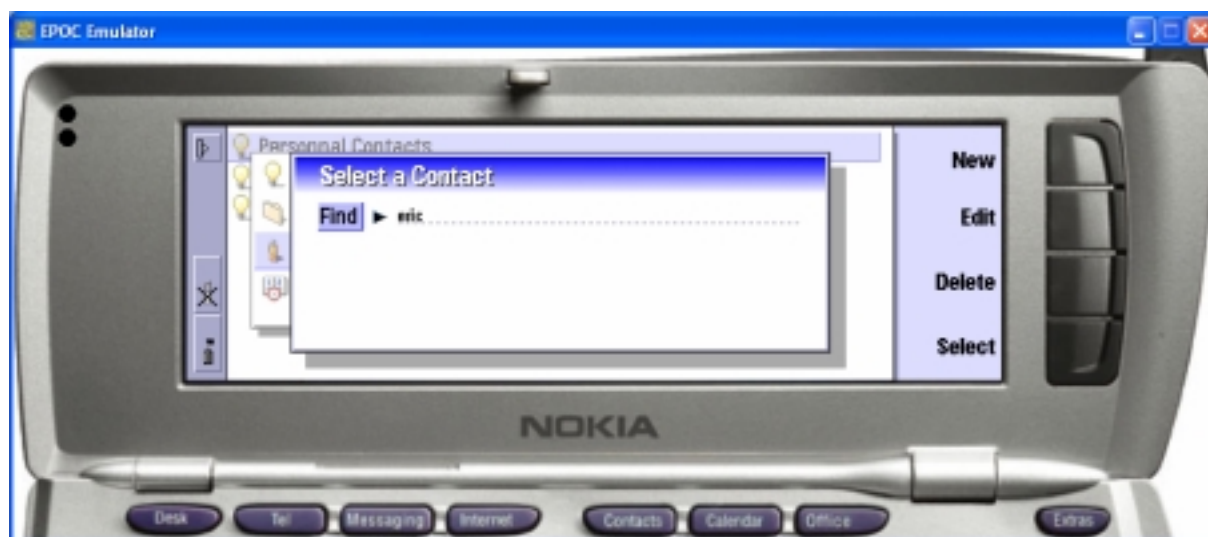 EPOC Emulator
Personnal Contacts
Select a Contact
Find eric
New
Edit
Delete
Select
NOKIA
Desk Tel Messaging Internet Contacts Calendar Office Extras